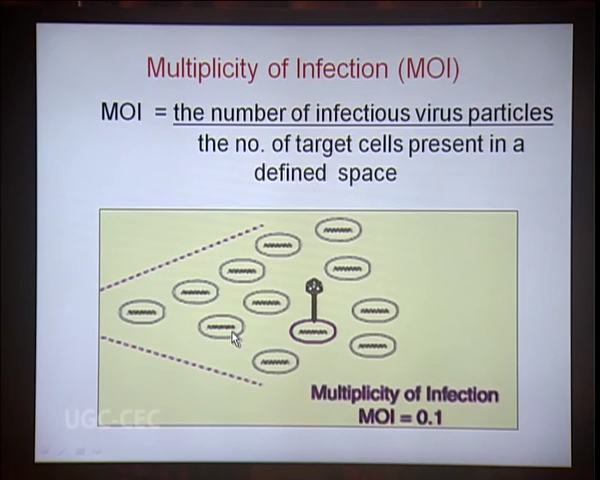 Multiplicity of Infection (MOI)
MOI = the number of infectious virus particles
the no. of target cells present in a
defined space
Multiplicity of Infection
MOI = 0.1
UGC-CEC